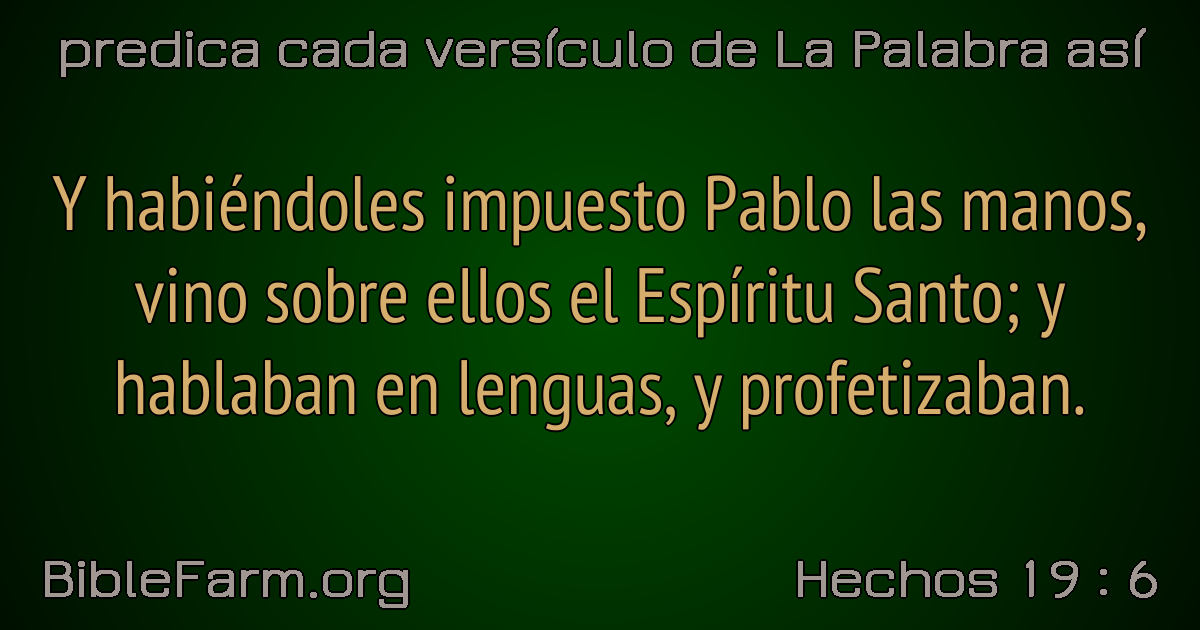 predica cada versículo de La Palabra así
Y habiéndoles impuesto Pablo las manos,
vino sobre ellos el Espíritu Santo; y
hablaban en lenguas, y profetizaban.
BibleFarm.org
Hechos 19 : 6